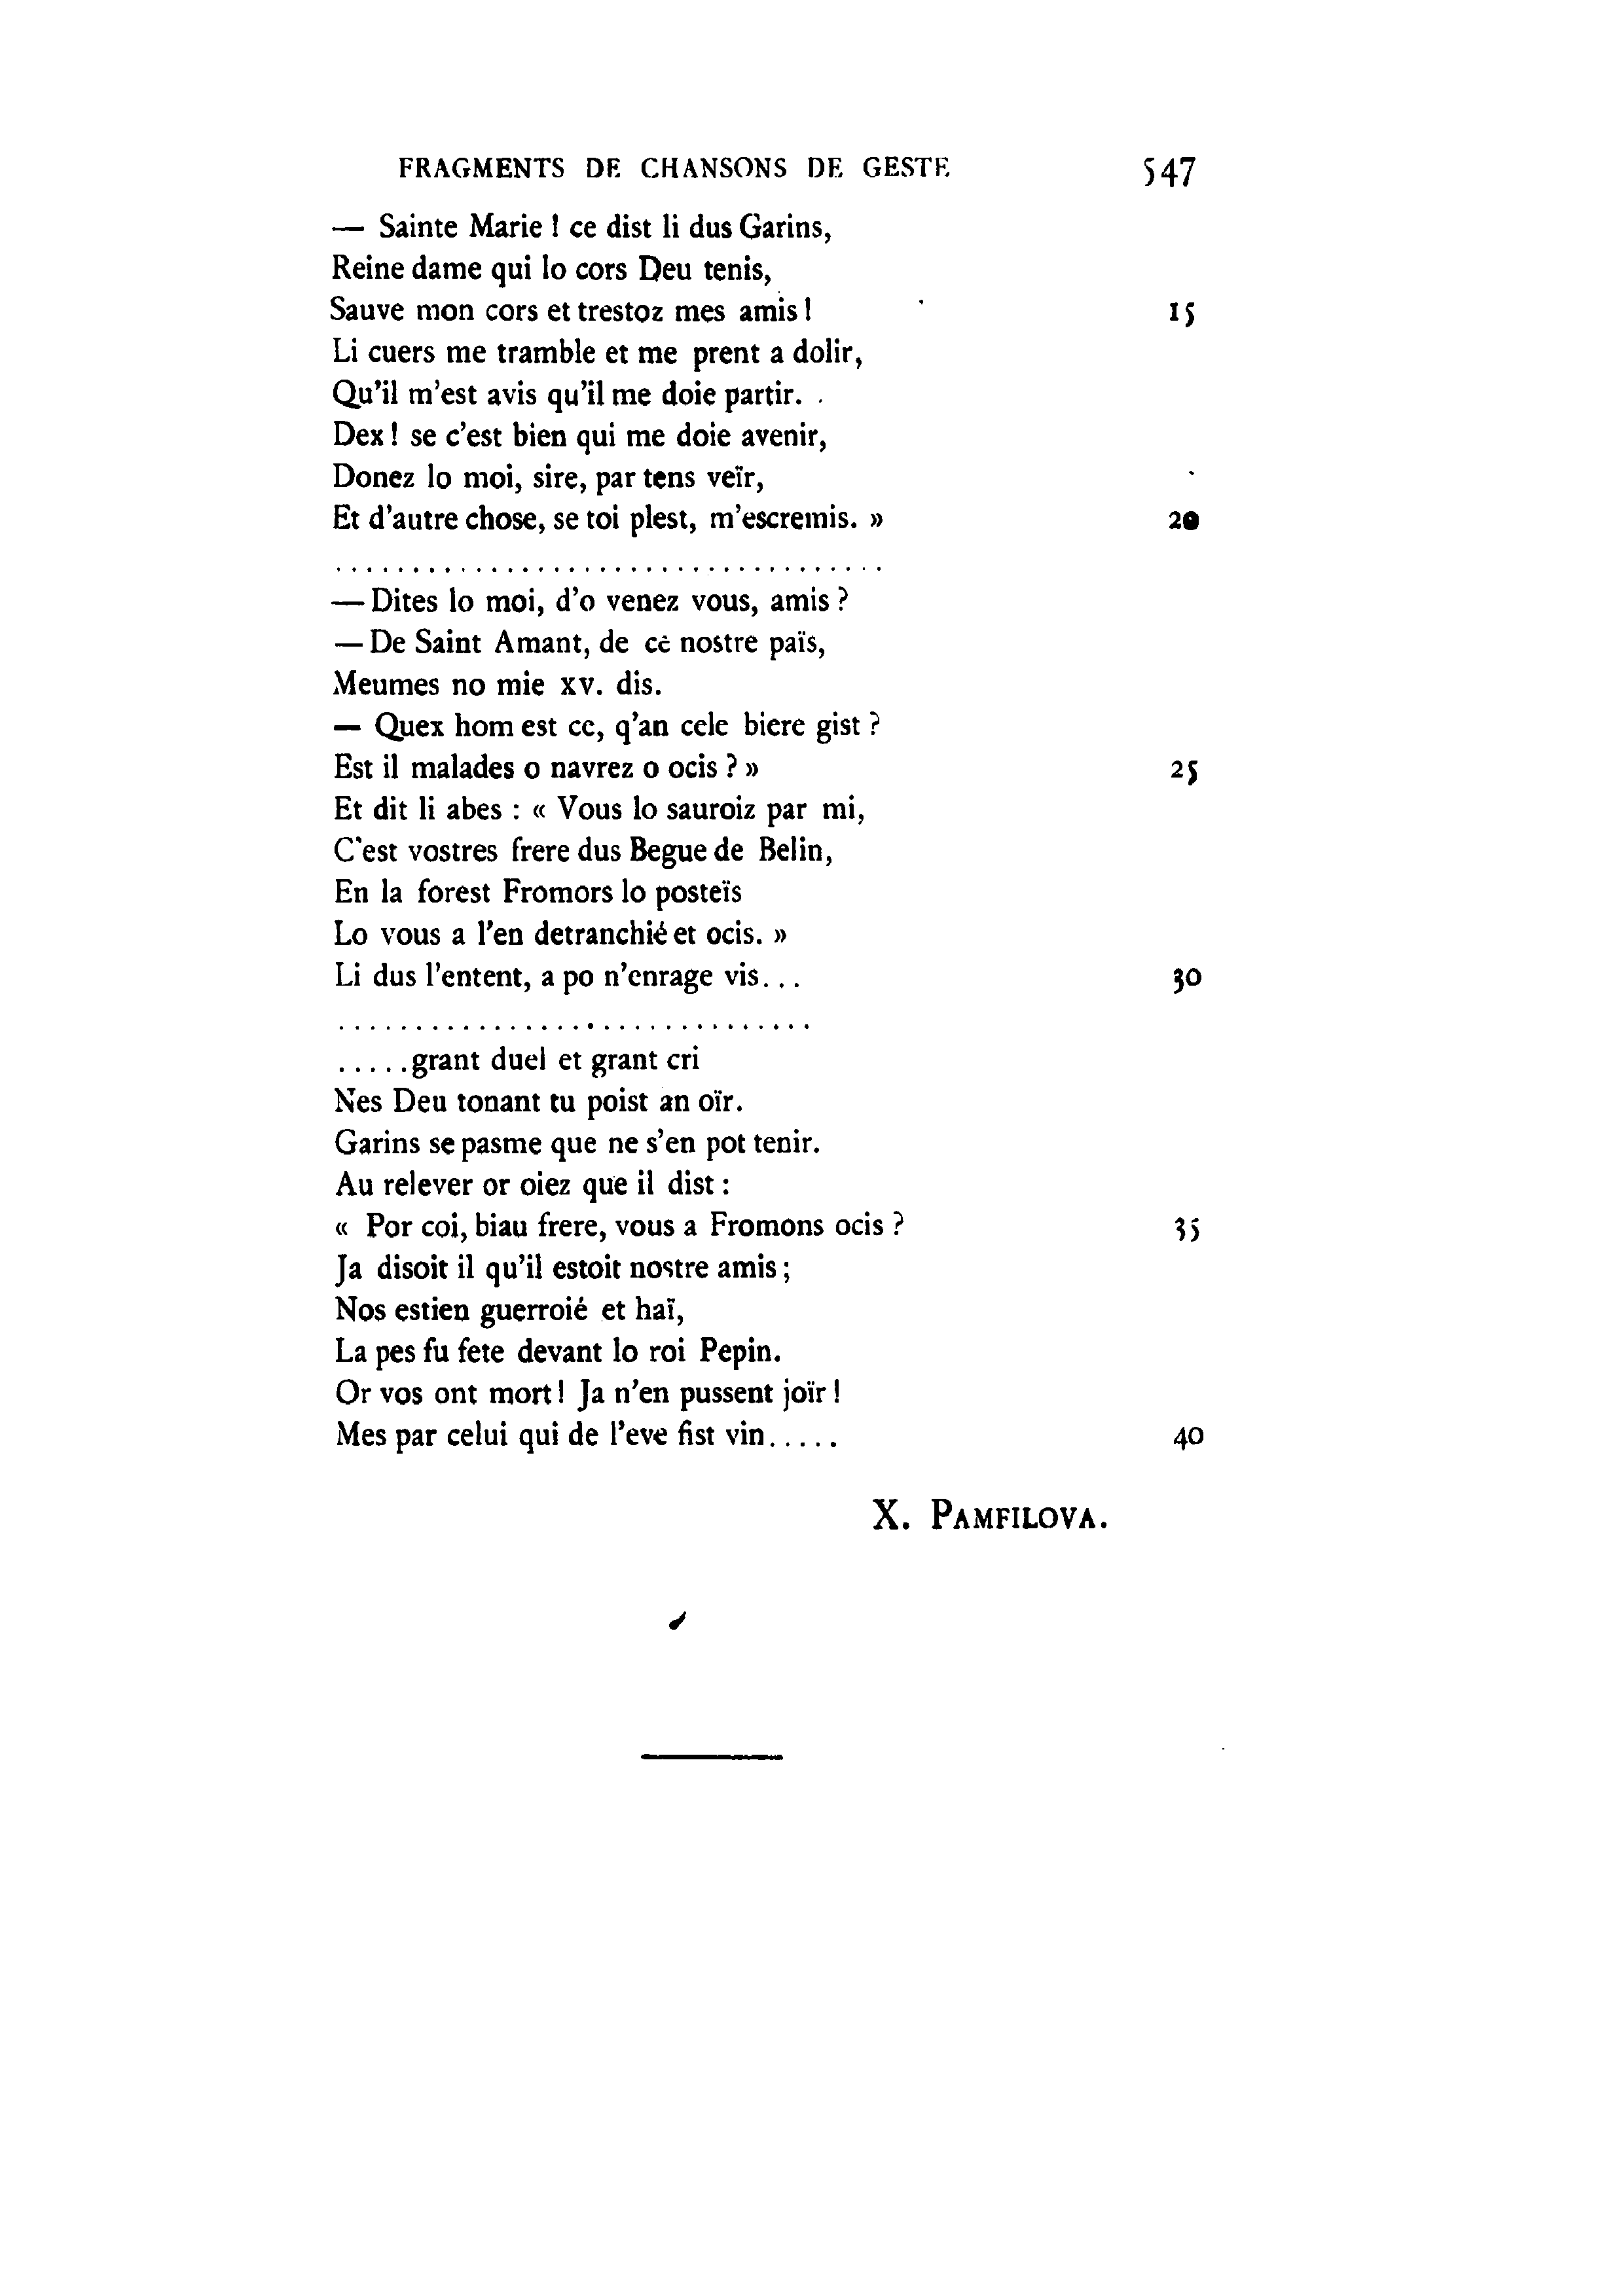 FRAGMENTS DE CHANSONS DE GESTE 547
— Sainte Marie ! ce dist li dus Garins,
Reine dame qui lo cors Deu tenis,
Sauve mon cors et trestoz mes amis ! 15
Li cuers me tramble et me prent a dolir,
Qu'il m'est avis qu'il me doie partir.
Dex ! se c'est bien qui me doie avenir,
Donez lo moi, sire, par tens veïr,
Et d'autre chose, se toi plest, m'escremis. » 20
...................................
— Dites lo moi, d'o venez vous, amis ?
— De Saint Amant, de cè nostre païs,
Meumes no mie xv. dis.
— Quex hom est ce, q'an cele biere gist ?
Est il malades o navrez o ocis ? » 25
Et dit li abes : « Vous lo sauroiz par mi,
C'est vostres frere dus Begue de Belin,
En la forest Fromors lo posteïs
Lo vous a l'en detranchié et ocis. »
Li dus l'entent, a po n'enrage vis... 30
...............................
.....grant duel et grant cri
Nes Deu tonant tu poist an oïr.
Garins se pasme que ne s'en pot tenir.
Au relever or oiez que il dist :
« Por coi, biau frere, vous a Fromons ocis ? 35
Ja disoit il qu'il estoit nostre amis ;
Nos estien guerroié et haï,
La pes fu fete devant lo roi Pepin.
Or vos ont mort ! Ja n'en pussent joïr !
Mes par celui qui de l'eve fist vin..... 40
X. PAMFILOVA.